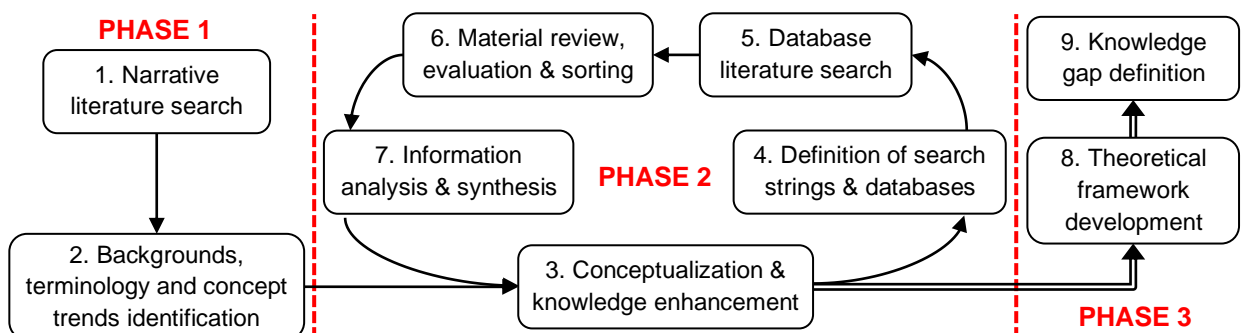 PHASE 1
1. Narrative
literature search
2. Backgrounds,
terminology and concept
trends identification
6. Material review,
evaluation & sorting
5. Database
literature search
7. Information
analysis & synthesis
PHASE 2
4. Definition of search
strings & databases
3. Conceptualization &
knowledge enhancement
9. Knowledge
gap definition
8. Theoretical
framework
development
PHASE 3